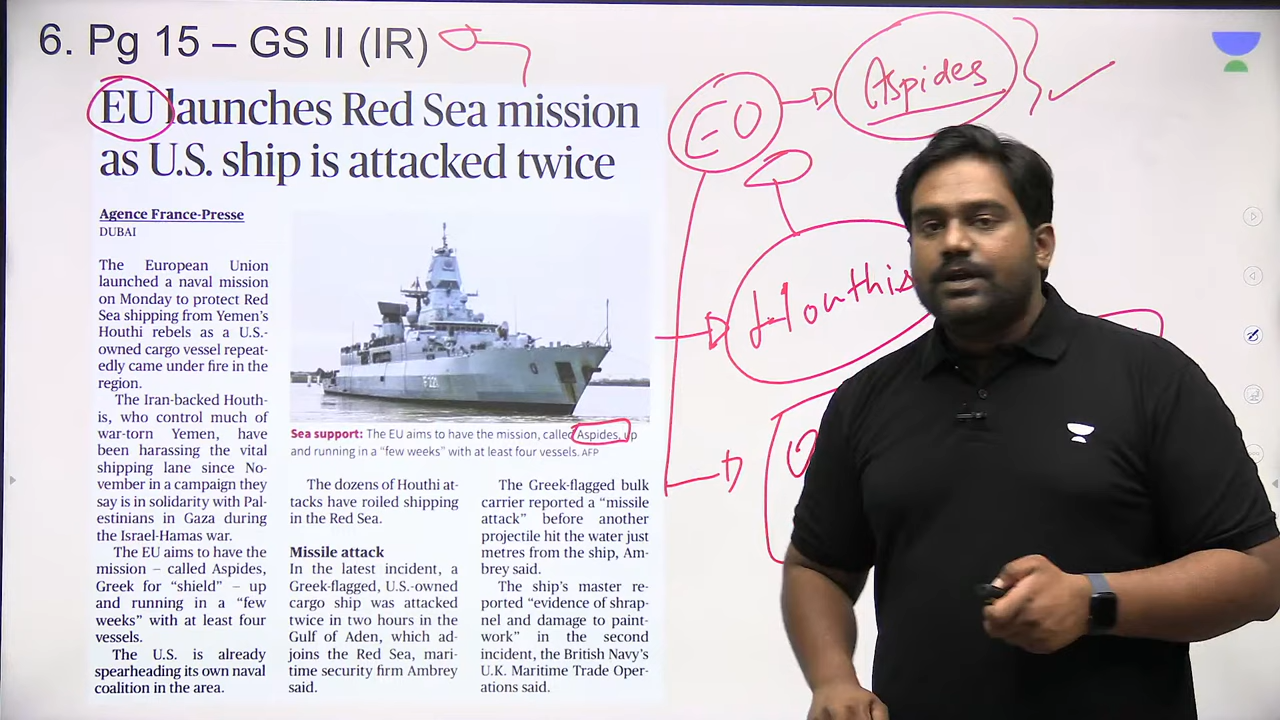 6. Pg 15 – GS II (IR)
EU launches Red Sea mission
as U.S. ship is attacked twice
Agence France-Presse
DUBAI
The European Union
launched a naval mission
on Monday to protect Red
Sea shipping from Yemen's
Houthi rebels as a U.S.-
owned cargo vessel repeat-
edly came under fire in the
region.
The Iran-backed Houth-
is, who control much of
war-torn Yemen, have
been harassing the vital
shipping lane since No-
vember in a campaign they
say is in solidarity with Pal-
estinians in Gaza during
the Israel-Hamas war.
The EU aims to have the
mission – called Aspides,
Greek for "shield" – up
and running in a "few
weeks" with at least four
vessels.
The U.S. is already
spearheading its own naval
coalition in the area.
F 221
Sea support: The EU aims to have the mission, called Aspides, up
and running in a "few weeks" with at least four vessels. AFP
The dozens of Houthi at-
tacks have roiled shipping
in the Red Sea.
Missile attack
In the latest incident, a
Greek-flagged, U.S.-owned
cargo ship was attacked
twice in two hours in the
Gulf of Aden, which ad-
joins the Red Sea, mari-
time security firm Ambrey
said.
The Greek-flagged bulk
carrier reported a "missile
attack" before another
projectile hit the water just
metres from the ship, Am-
brey said.
The ship's master re-
ported "evidence of shrap-
nel and damage to paint-
work" in the second
incident, the British Navy's
U.K. Maritime Trade Oper-
ations said.
EU
Aspides
Houthis